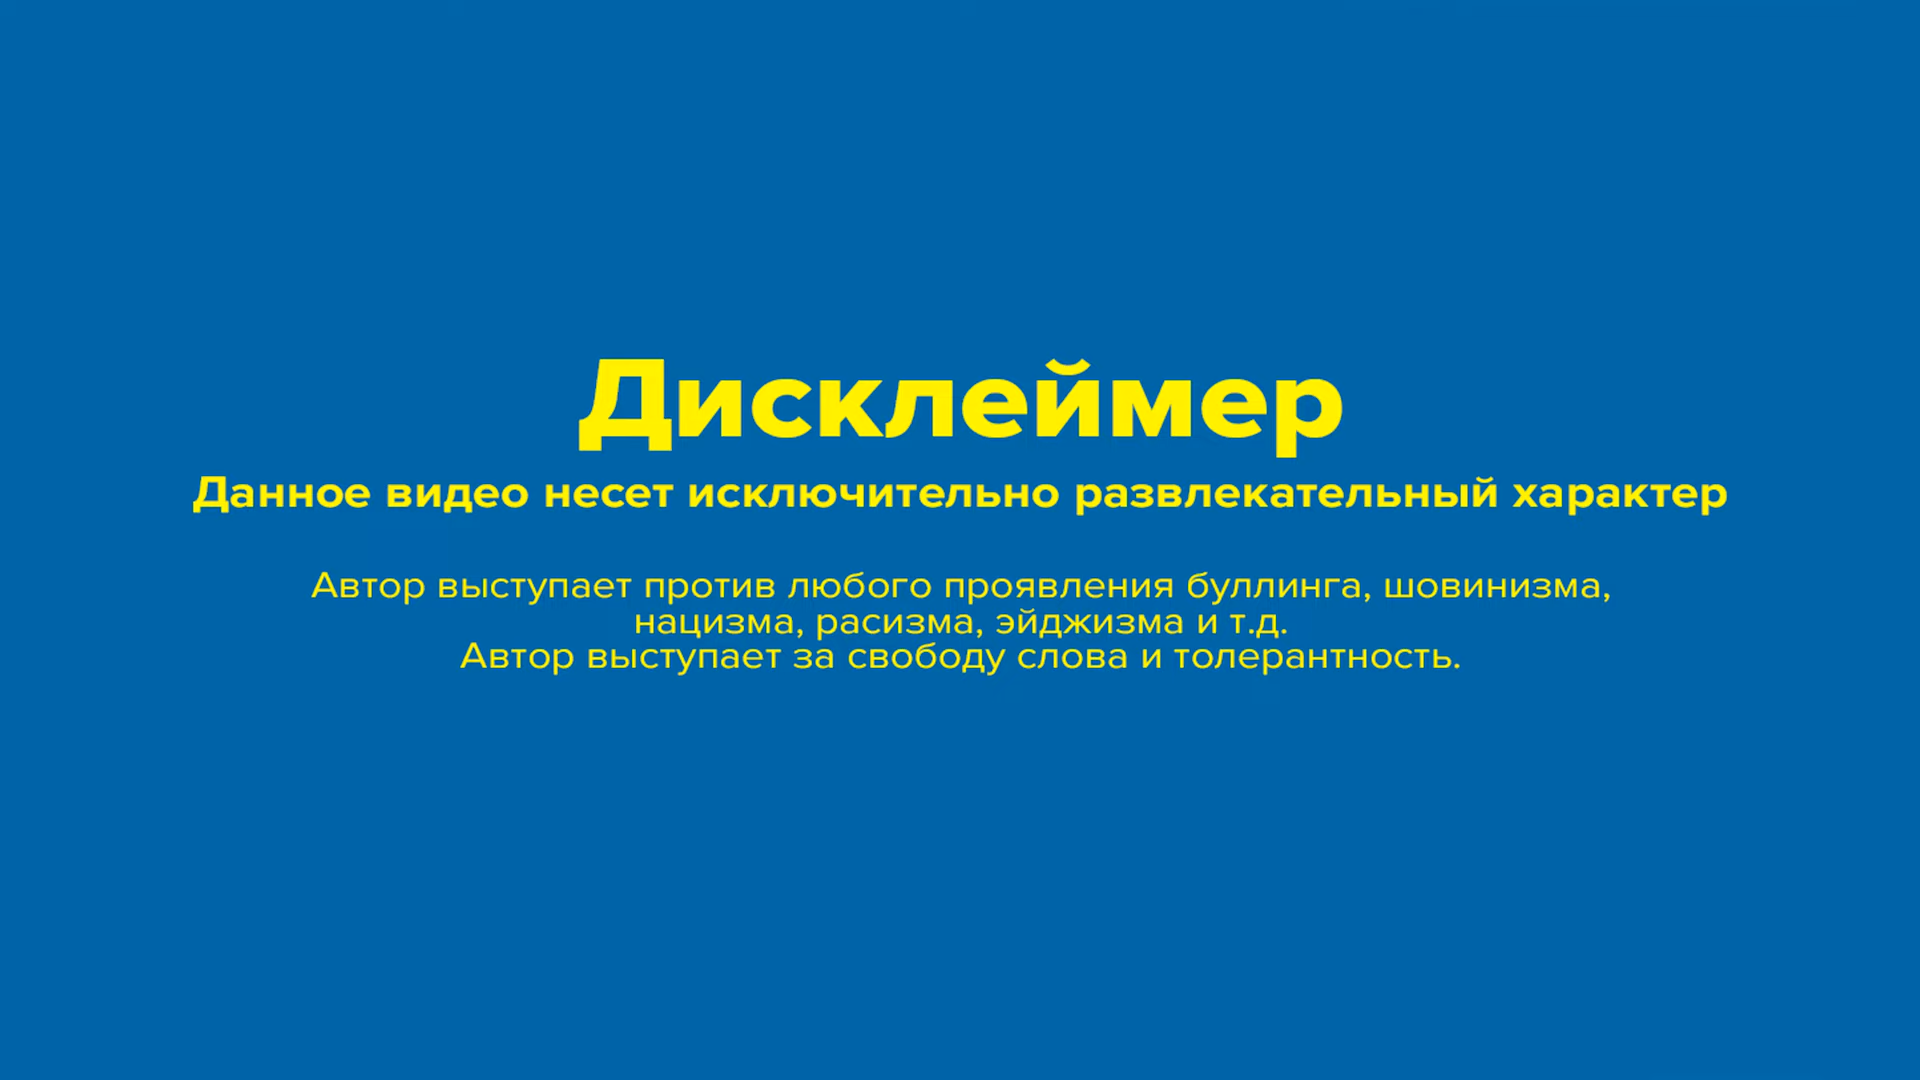 Дисклеймер
Данное видео несет исключительно развлекательный характер
Автор выступает против любого проявления буллинга, шовинизма,
нацизма, расизма, эйджизма и т.д.
Автор выступает за свободу слова и толерантность.